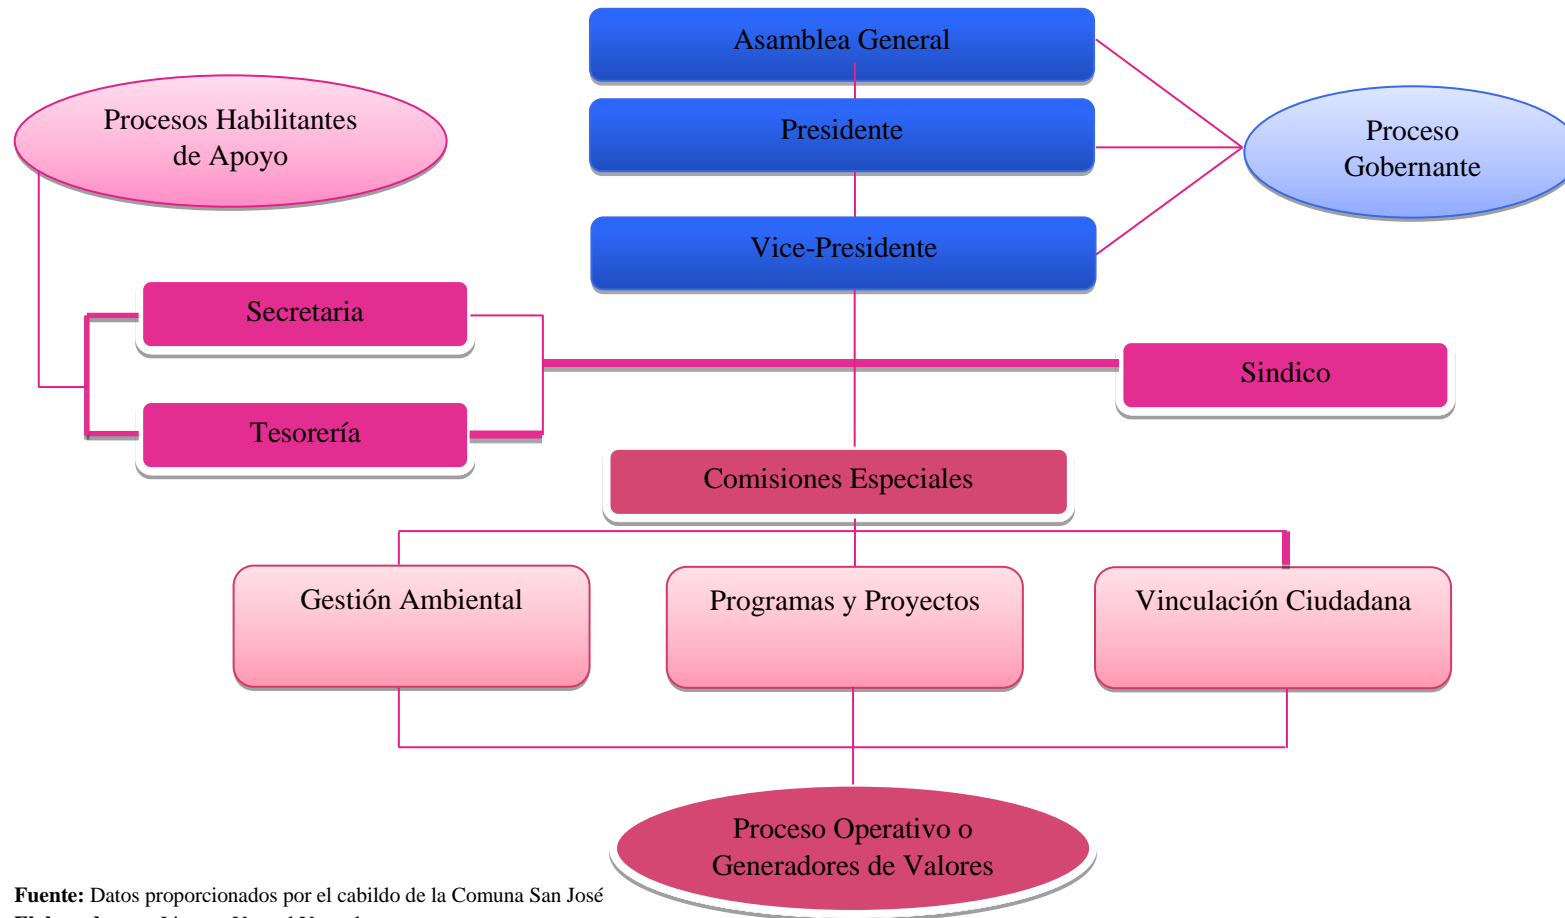 Asamblea General
Procesos Habilitantes
de Apoyo
Presidente
Proceso
Gobernante
Vice-Presidente
Secretaria
Sindico
Tesorería
Comisiones Especiales
Gestión Ambiental
Programas y Proyectos
Vinculación Ciudadana
Proceso Operativo o
Generadores de Valores
Fuente: Datos proporcionados por el cabildo de la Comuna San José